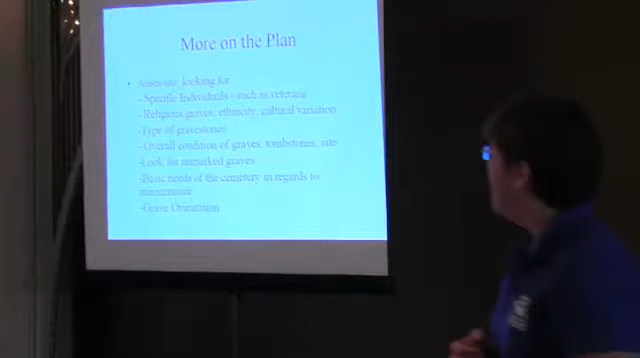 More on the Plan
• Assess site, looking for
- Specific Individuals - such as veterans
- Religious graves, ethnicity, cultural variation
-Type of gravestones
- Overall condition of graves, tombstones, site
-Look for unmarked graves
-Basic needs of the cemetery in regards to
maintenance
-Grave Orientation